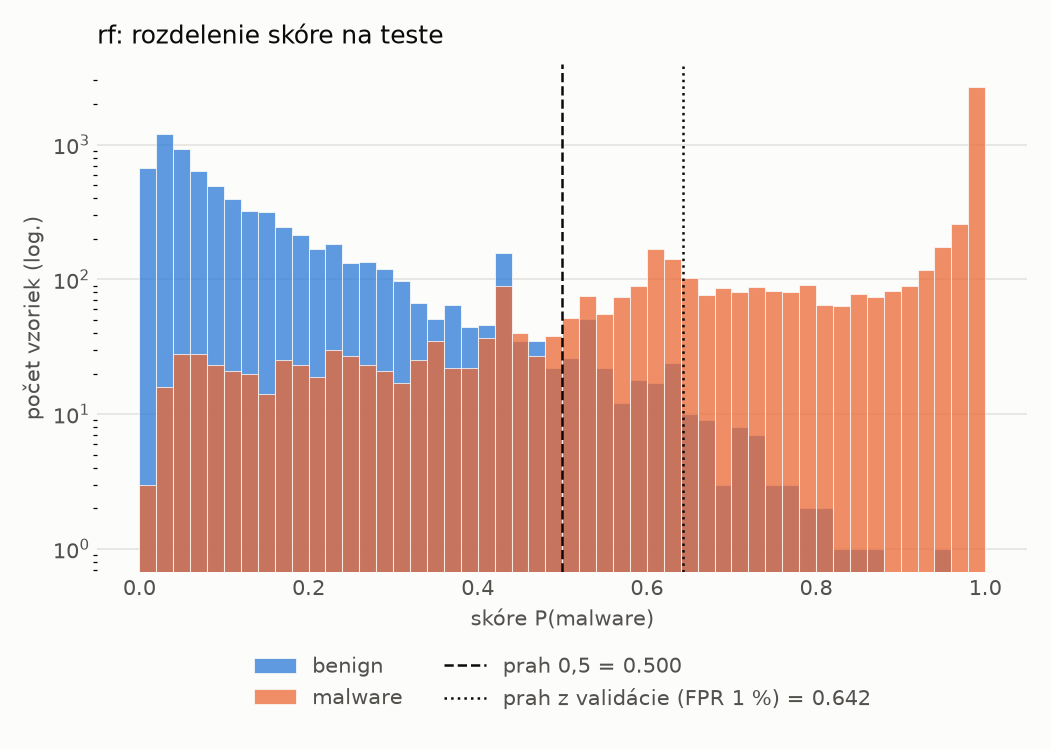 rf: rozdelenie skóre na teste
počet vzoriek (log.)
10³
10²
10¹
10⁰
0.0 0.2 0.4 0.6 0.8 1.0
skóre P(malware)
benign
malware
prah 0,5 = 0.500
prah z validácie (FPR 1 %) = 0.642